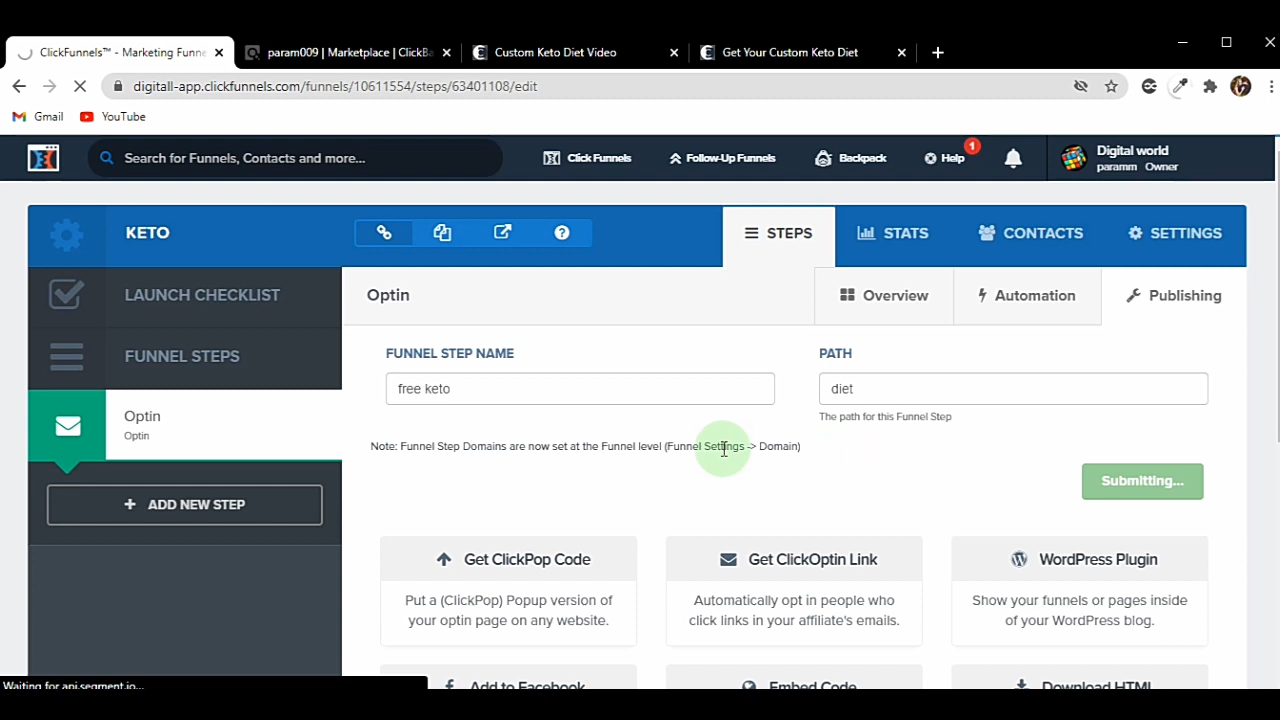 ClickFunnels™ - Marketing Funne
param009 | Marketplace | ClickBa
Custom Keto Diet Video
Get Your Custom Keto Diet
digitall-app.clickfunnels.com/funnels/10611554/steps/63401108/edit
Gmail
YouTube
Search for Funnels, Contacts and more...
Click Funnels
Follow-Up Funnels
Backpack
Help
1
Digital world
paramm Owner
KETO
STEPS
STATS
CONTACTS
SETTINGS
LAUNCH CHECKLIST
Optin
Overview
Automation
Publishing
FUNNEL STEPS
FUNNEL STEP NAME
PATH
free keto
diet
The path for this Funnel Step
Optin
Optin
Note: Funnel Step Domains are now set at the Funnel level (Funnel Settings -> Domain)
Submitting...
+ ADD NEW STEP
Get ClickPop Code
Get ClickOptin Link
WordPress Plugin
Put a (ClickPop) Popup version of
your optin page on any website.
Automatically opt in people who
click links in your affiliate's emails.
Show your funnels or pages inside
of your WordPress blog.
Add to Facebook
Embed Code
Download HTML
Waiting for api.segment.io...